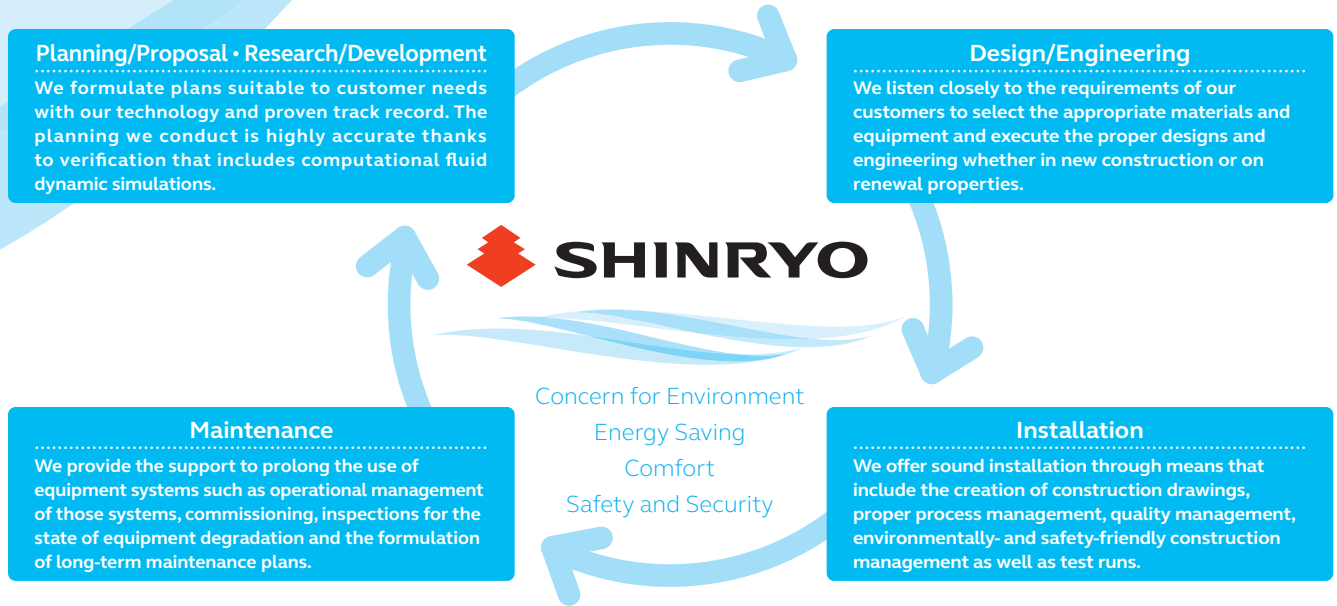 Planning/Proposal • Research/Development
We formulate plans suitable to customer needs
with our technology and proven track record. The
planning we conduct is highly accurate thanks
to verification that includes computational fluid
dynamic simulations.
Design/Engineering
We listen closely to the requirements of our
customers to select the appropriate materials and
equipment and execute the proper designs and
engineering whether in new construction or on
renewal properties.
SHINRYO
Concern for Environment
Energy Saving
Comfort
Safety and Security
Maintenance
We provide the support to prolong the use of
equipment systems such as operational management
of those systems, commissioning, inspections for the
state of equipment degradation and the formulation
of long-term maintenance plans.
Installation
We offer sound installation through means that
include the creation of construction drawings,
proper process management, quality management,
environmentally- and safety-friendly construction
management as well as test runs.